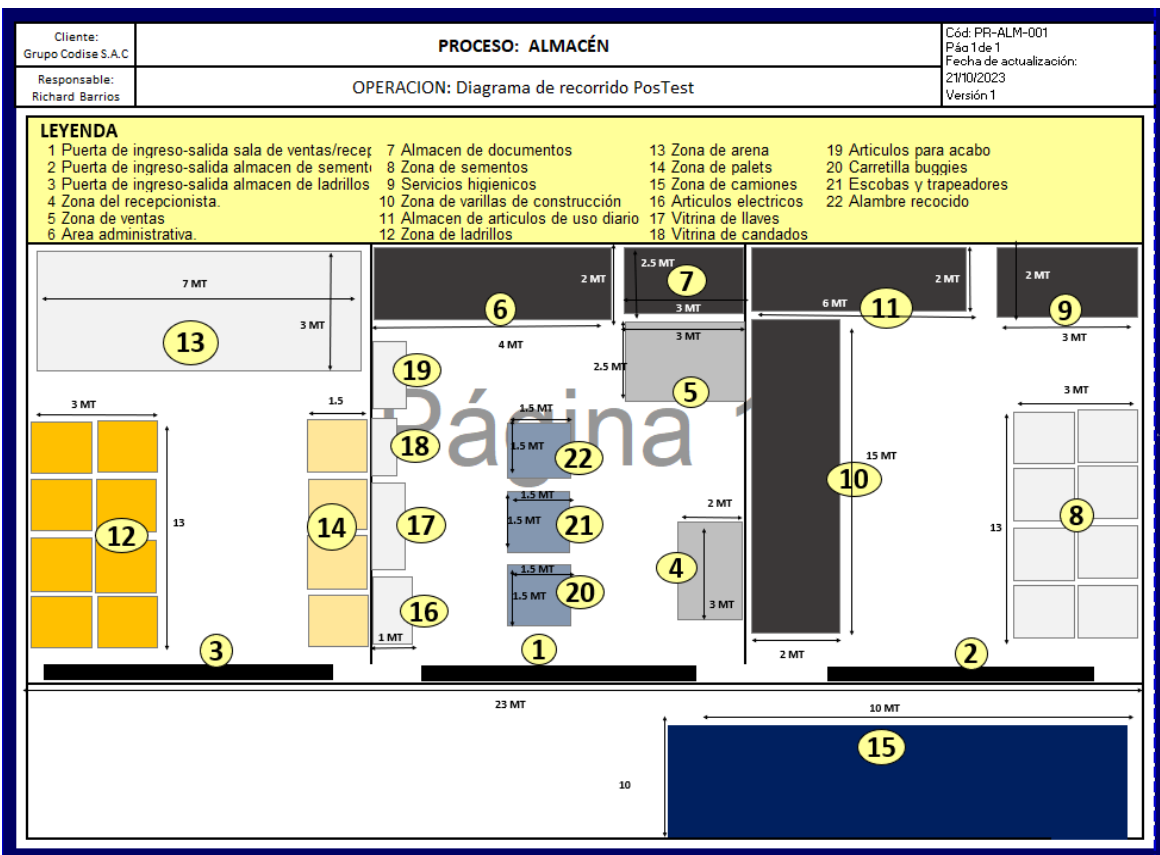 Cliente:
Grupo Codise S.A.C
PROCESO: ALMACÉN
Cód: PR-ALM-001
Pág 1 de 1
Fecha de actualización:
21/10/2023
Versión 1
Responsable:
Richard Barrios
OPERACION: Diagrama de recorrido PosTest
LEYENDA
1 Puerta de ingreso-salida sala de ventas/recep
2 Puerta de ingreso-salida almacen de semento
3 Puerta de ingreso-salida almacen de ladrillos
4 Zona del recepcionista.
5 Zona de ventas
6 Area administrativa.
7 Almacen de documentos
8 Zona de sementos
9 Servicios higienicos
10 Zona de varillas de construcción
11 Almacen de articulos de uso diario
12 Zona de ladrillos
13 Zona de arena
14 Zona de palets
15 Zona de camiones
16 Articulos electricos
17 Vitrina de llaves
18 Vitrina de candados
19 Articulos para acabo
20 Carretilla buggies
21 Escobas y trapeadores
22 Alambre recocido
7 MT
3 MT
13
3 MT
1.5
12
13
14
3
2 MT
6
4 MT
2.5 MT
7
3 MT
3 MT
2.5 MT
5
19
18
17
16
1 MT
Página 1
1.5 MT
1.5 MT
22
1.5 MT
1.5 MT
21
1.5 MT
1.5 MT
20
2 MT
4
3 MT
1
2 MT
6 MT
11
2 MT
9
3 MT
15 MT
10
2 MT
3 MT
13
8
2
23 MT
10 MT
15
10